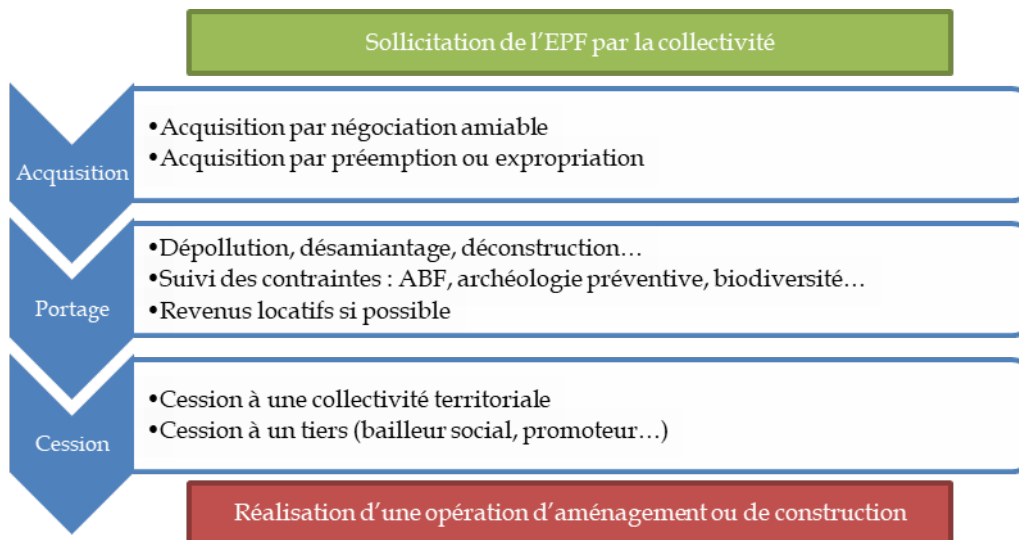 Sollicitation de l’EPF par la collectivité
Acquisition
•Acquisition par négociation amiable
•Acquisition par préemption ou expropriation
Portage
•Dépollution, désamiantage, déconstruction…
•Suivi des contraintes : ABF, archéologie préventive, biodiversité…
•Revenus locatifs si possible
Cession
•Cession à une collectivité territoriale
•Cession à un tiers (bailleur social, promoteur…)
Réalisation d’une opération d’aménagement ou de construction